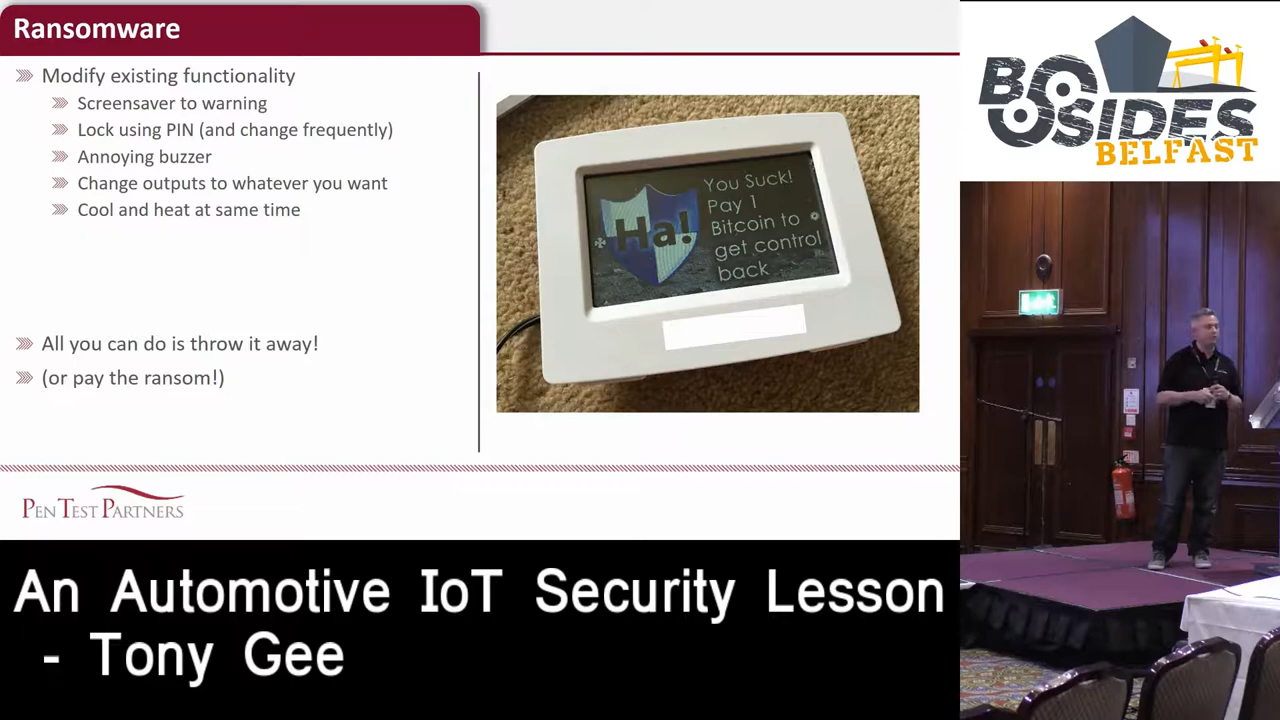 Ransomware
Modify existing functionality
Screensaver to warning
Lock using PIN (and change frequently)
Annoying buzzer
Change outputs to whatever you want
Cool and heat at same time
All you can do is throw it away!
(or pay the ransom!)
Ha!
You Suck!
Pay 1
Bitcoin to
get control
back
PEN TEST PARTNERS
BSIDES
BELFAST
An Automotive IoT Security Lesson
- Tony Gee